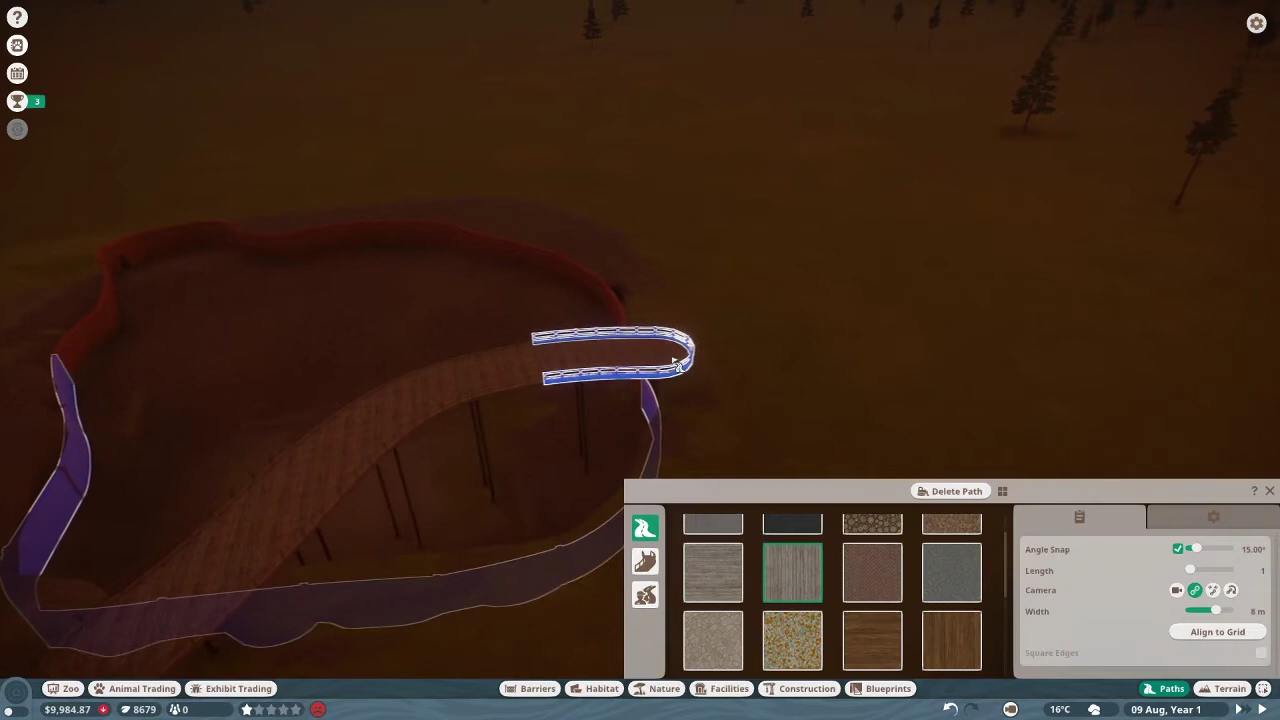 ?
3
Delete Path
?
Angle Snap 15.00°
Length 1
Camera
Width 8 m
Align to Grid
Square Edges
Zoo Animal Trading Exhibit Trading Barriers Habitat Nature Facilities Construction Blueprints Paths Terrain
$9,984.87 8679 0 16°C 09 Aug, Year 1